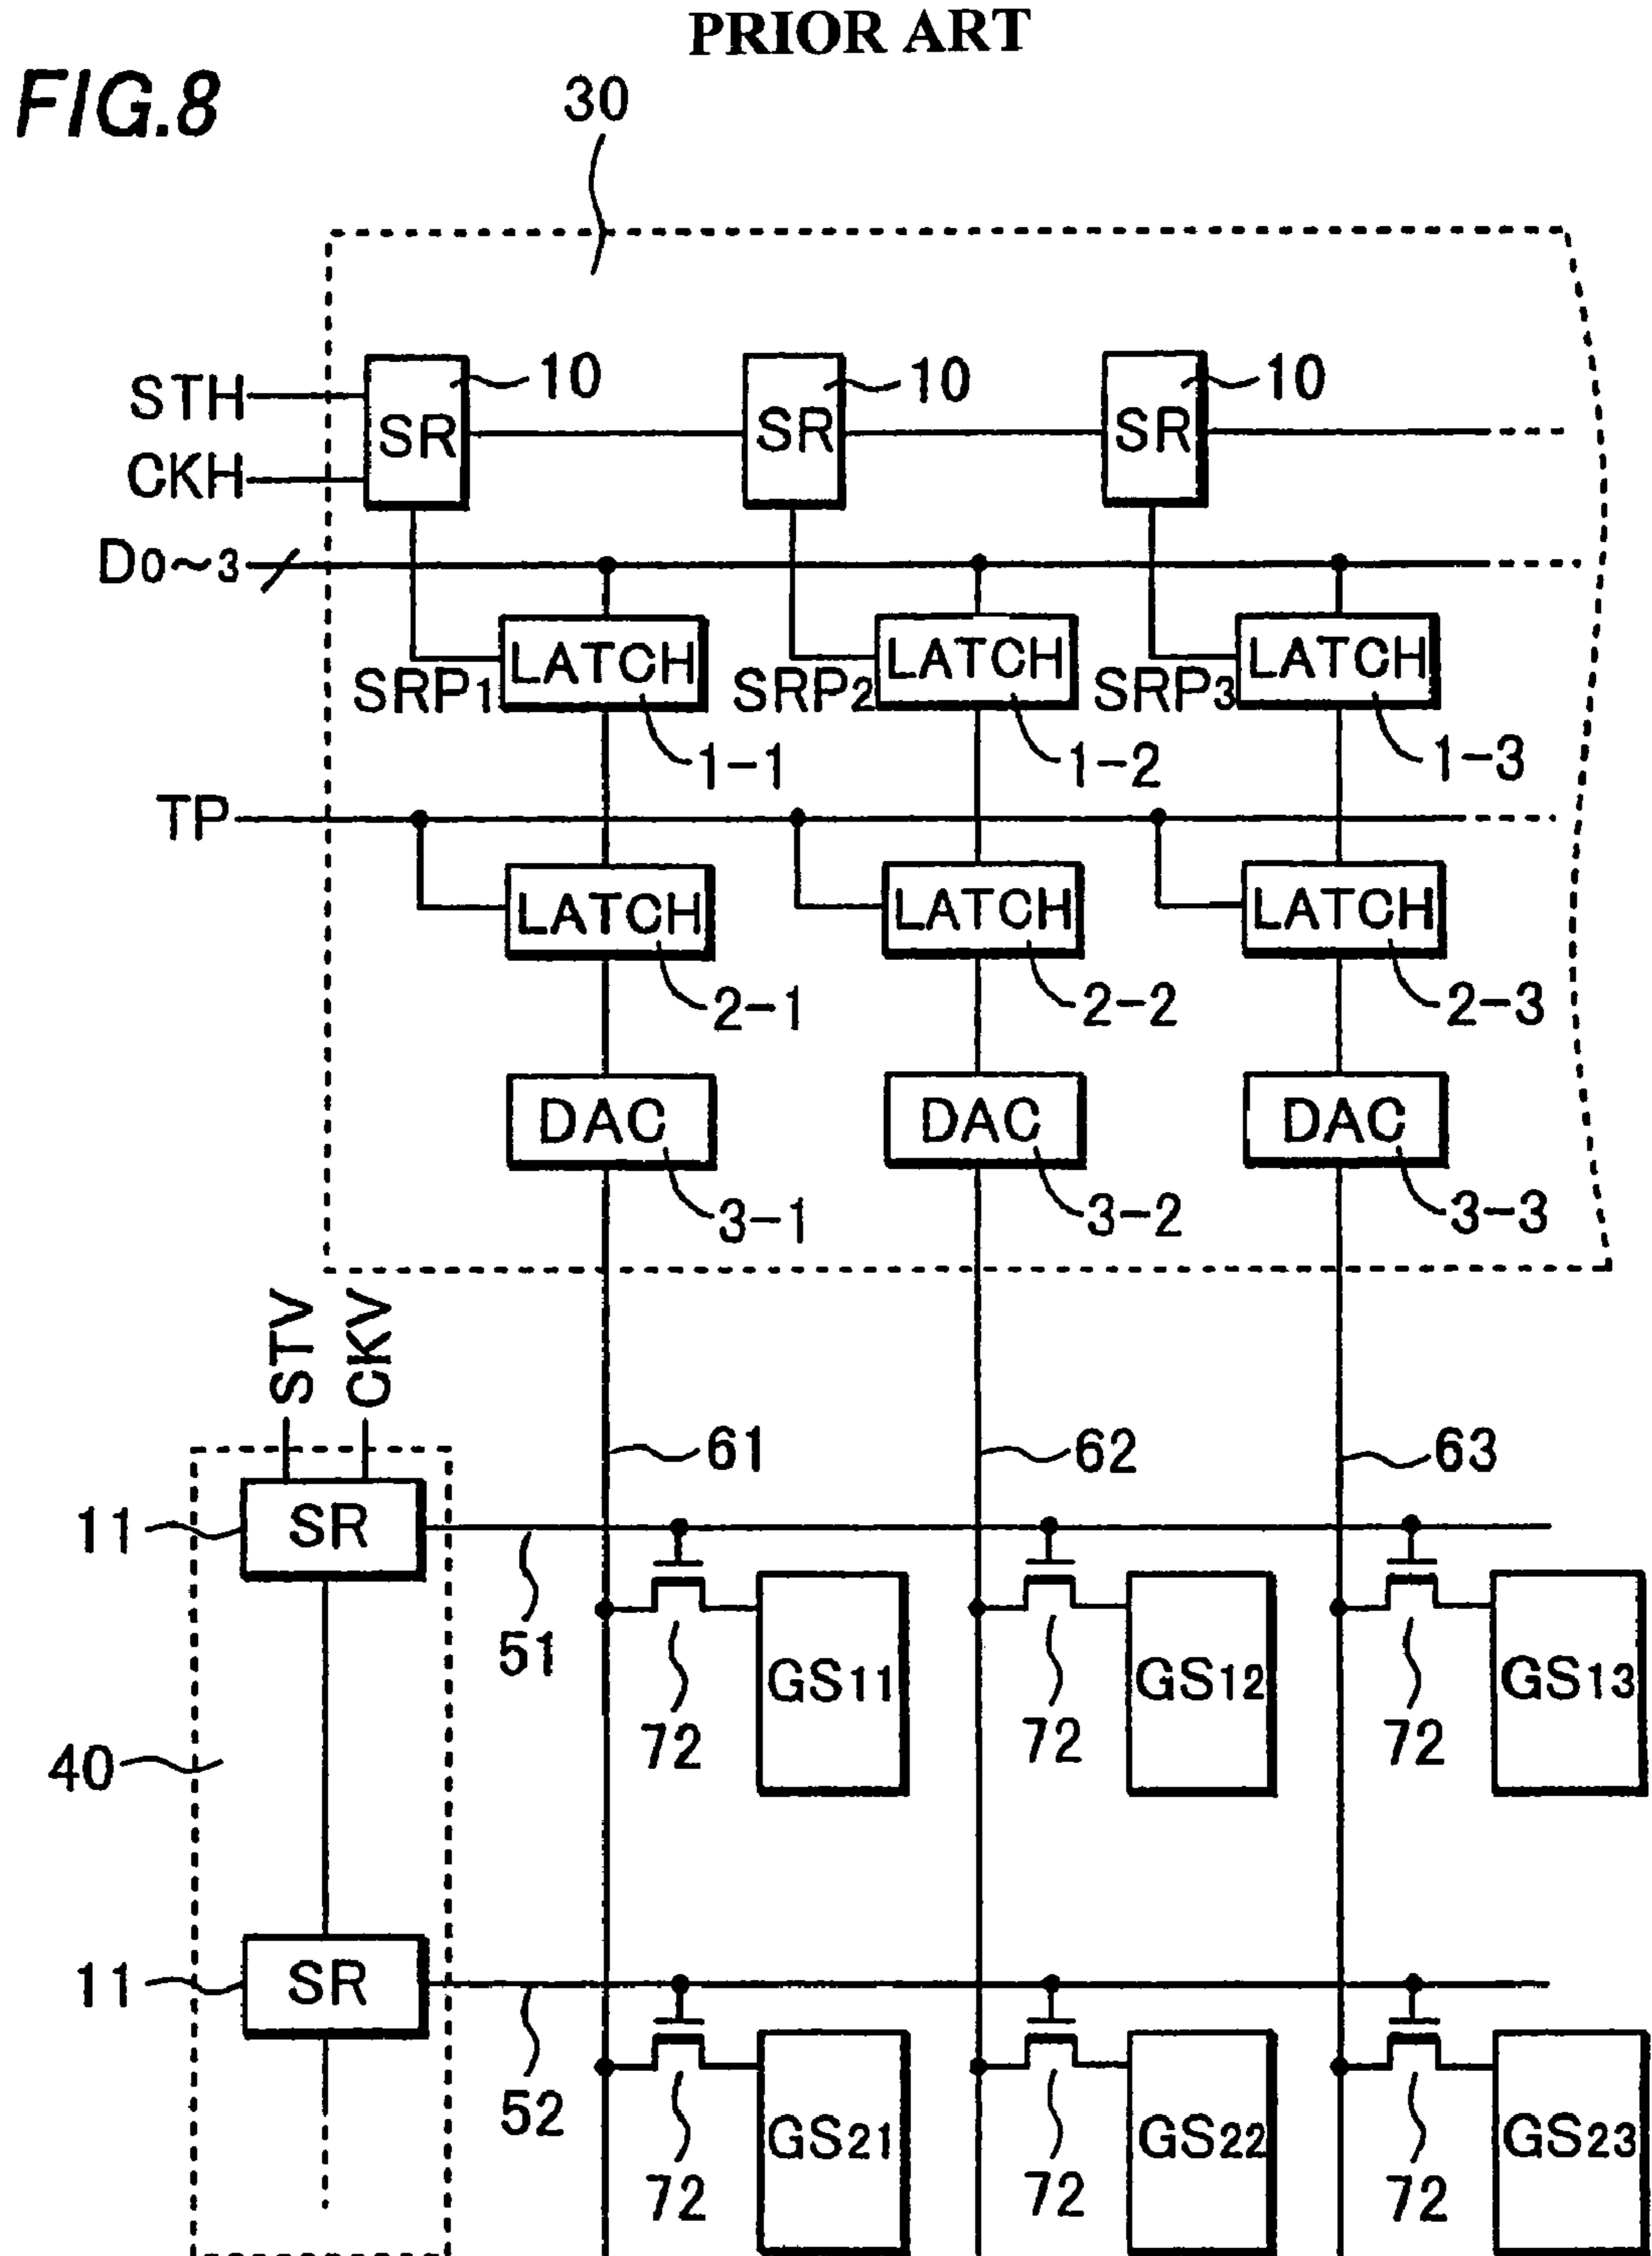 PRIOR ART
FIG.8
30
STH
CKH
SR
10
SR
10
SR
10
D0~3
SRP1
LATCH
1-1
SRP2
LATCH
1-2
SRP3
LATCH
1-3
TP
LATCH
2-1
LATCH
2-2
LATCH
2-3
DAC
3-1
DAC
3-2
DAC
3-3
STV
CKV
61
62
63
11
SR
51
72
GS11
72
GS12
72
GS13
40
11
SR
52
72
GS21
72
GS22
72
GS23